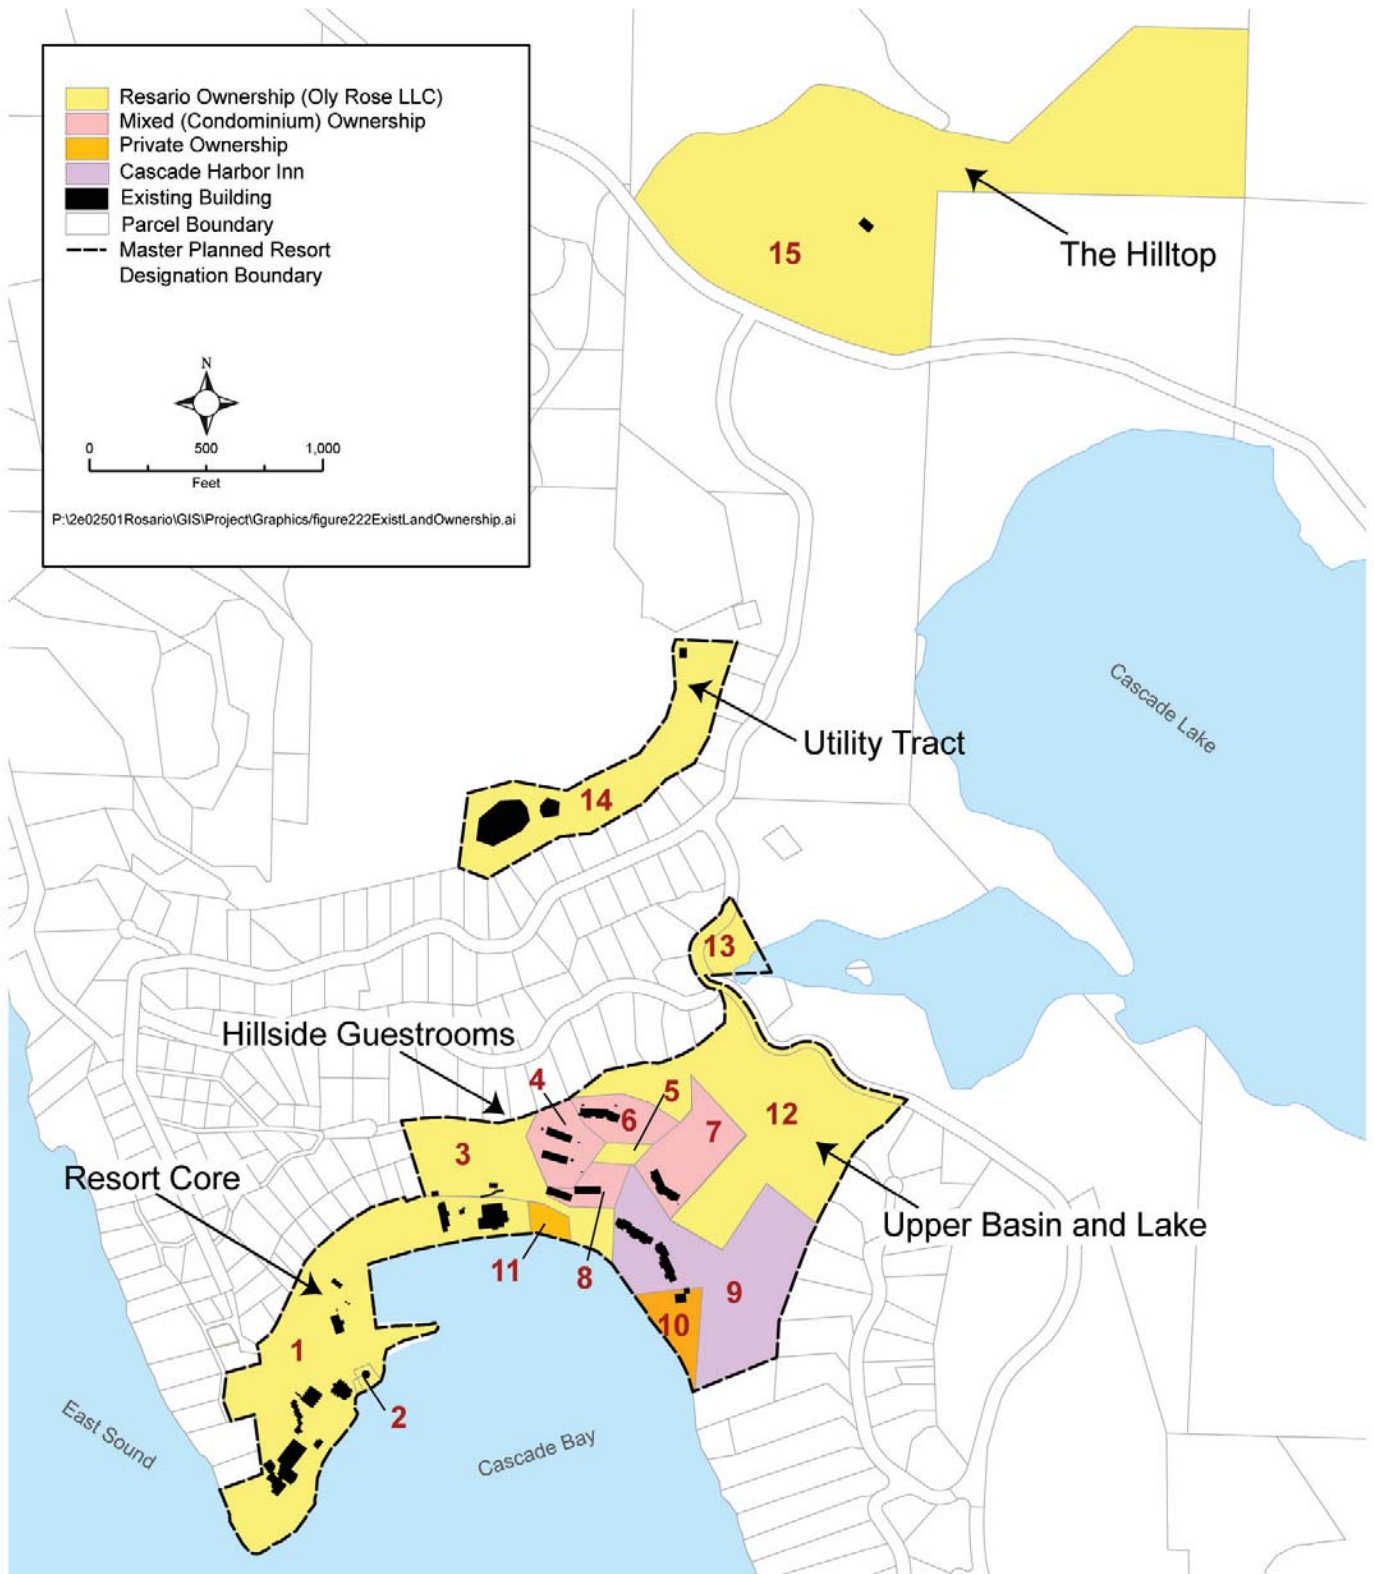 Resario Ownership (Oly Rose LLC)
Mixed (Condominium) Ownership
Private Ownership
Cascade Harbor Inn
Existing Building
Parcel Boundary
Master Planned Resort
Designation Boundary
N
0 500 1,000
Feet
P:\2e02501Rosario\GIS\Project\Graphics/figure222ExistLandOwnership.ai
15
The Hilltop
Cascade Lake
Utility Tract
14
13
Hillside Guestrooms
4
5
6
7
12
3
Resort Core
Upper Basin and Lake
11
8
9
10
1
2
East Sound
Cascade Bay